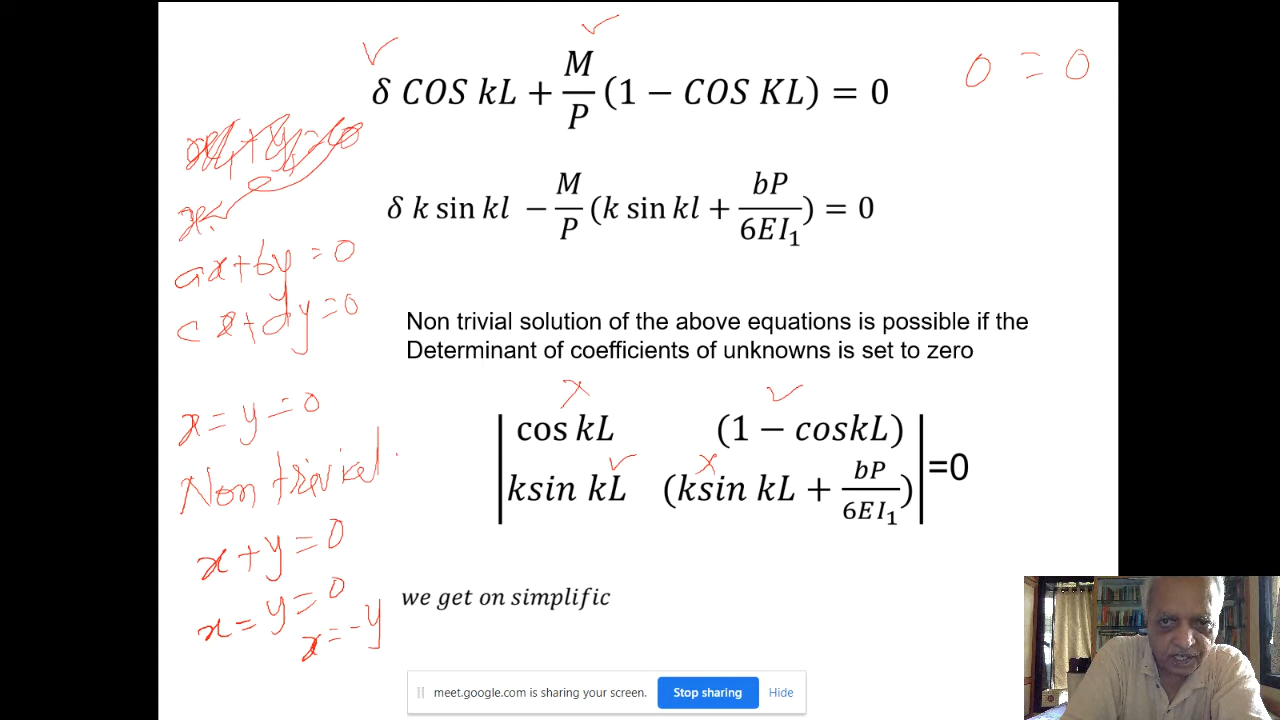 δ COS kL + M/P (1 − COS KL) = 0
0 = 0
δ k sin kl − M/P (k sin kl + bP/6EI₁) = 0
ax+by=0
cx+dy=0
Non trivial solution of the above equations is possible if the
Determinant of coefficients of unknowns is set to zero
x=y=0
Non trivial
x+y=0
x=y=0
x=-y
| cos kL (1 − coskL) |
| ksin kL (ksin kL + bP/6EI₁) | =0
we get on simplific
meet.google.com is sharing your screen. Stop sharing Hide